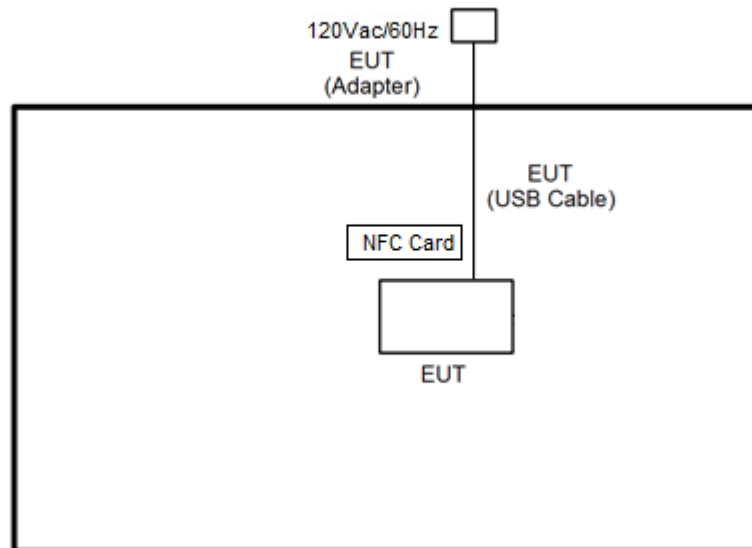 120Vac/60Hz
EUT
(Adapter)
EUT
(USB Cable)
NFC Card
EUT